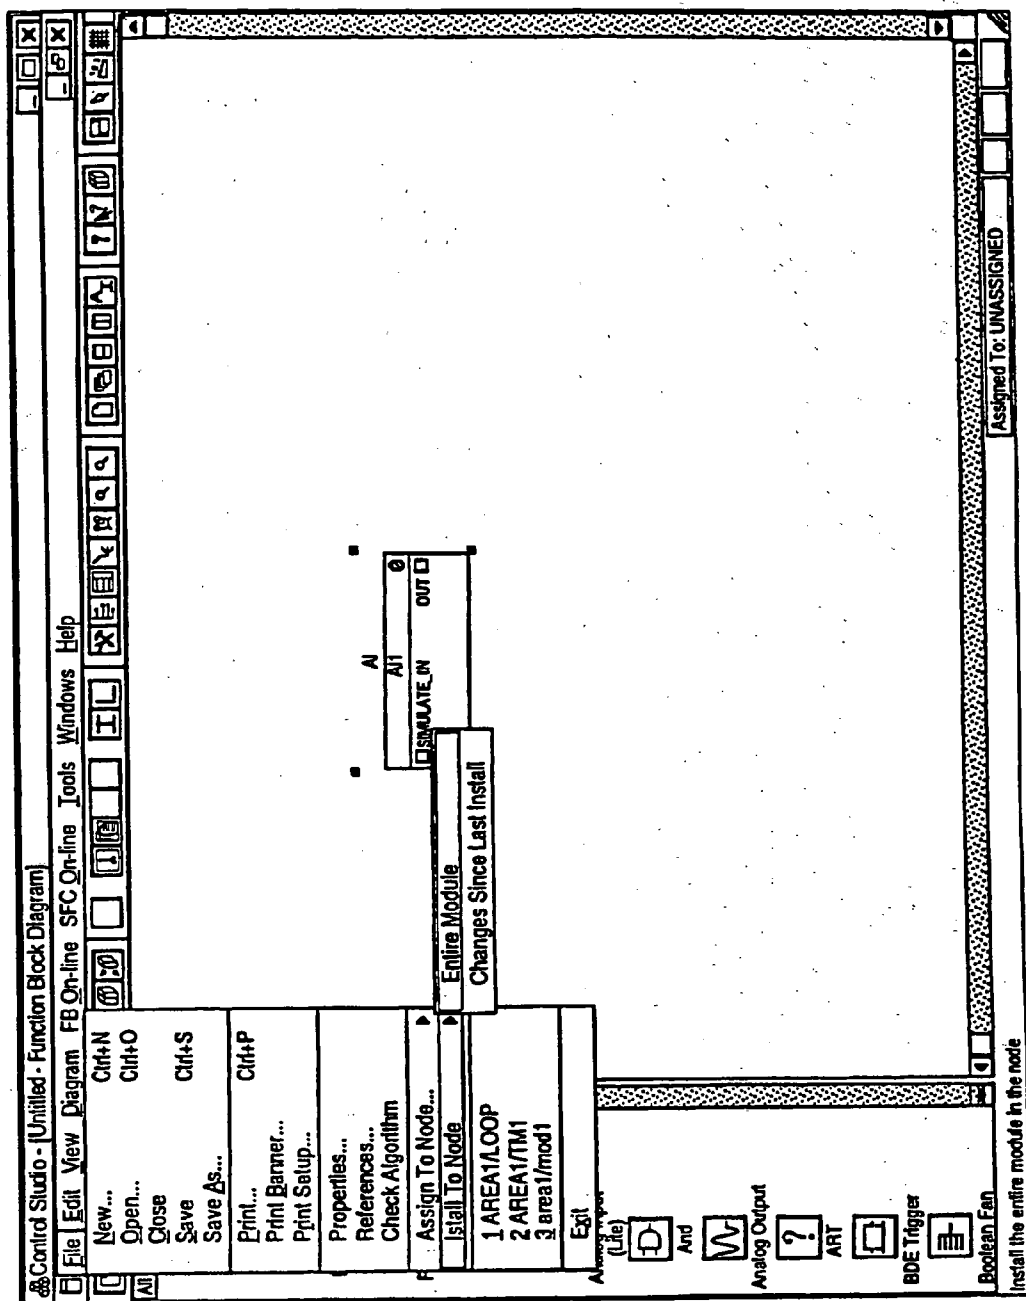 Control Studio - [Untitled - Function Block Diagram]
File Edit View Diagram FB On-line SFC On-line Tools Windows Help
New... Ctrl+N
Open... Ctrl+O
Close
Save Ctrl+S
Save As...
Print... Ctrl+P
Print Banner...
Print Setup...
Properties...
References...
Check Algorithm
Assign To Node...
Istall To Node
1 AREA1/LOOP
2 AREA1/TM1
3 area1/mod1
Exit
Entire Module
Changes Since Last Install
AI
AI1 0
SIMULATE_IN OUT
All
(Lite)
And
Analog Output
?
ART
BDE Trigger
Boolean Fan
Assigned To: UNASSIGNED
Install the entire module in the node